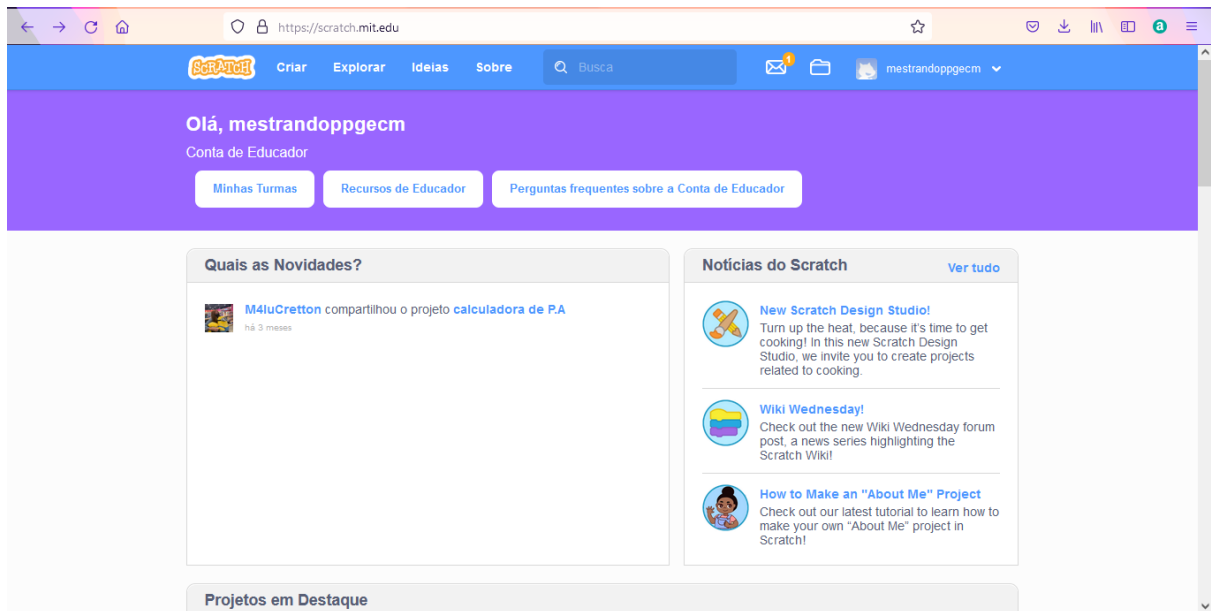 https://scratch.mit.edu
SCRATCH Criar Explorar Ideias Sobre Busca 1 mestrandoppgecm
Olá, mestrandoppgecm
Conta de Educador
Minhas Turmas Recursos de Educador Perguntas frequentes sobre a Conta de Educador
Quais as Novidades?
M4luCretton compartilhou o projeto calculadora de P.A
há 3 meses
Notícias do Scratch Ver tudo
New Scratch Design Studio!
Turn up the heat, because it's time to get
cooking! In this new Scratch Design
Studio, we invite you to create projects
related to cooking.
Wiki Wednesday!
Check out the new Wiki Wednesday forum
post, a news series highlighting the
Scratch Wiki!
How to Make an "About Me" Project
Check out our latest tutorial to learn how to
make your own “About Me” project in
Scratch!
Projetos em Destaque